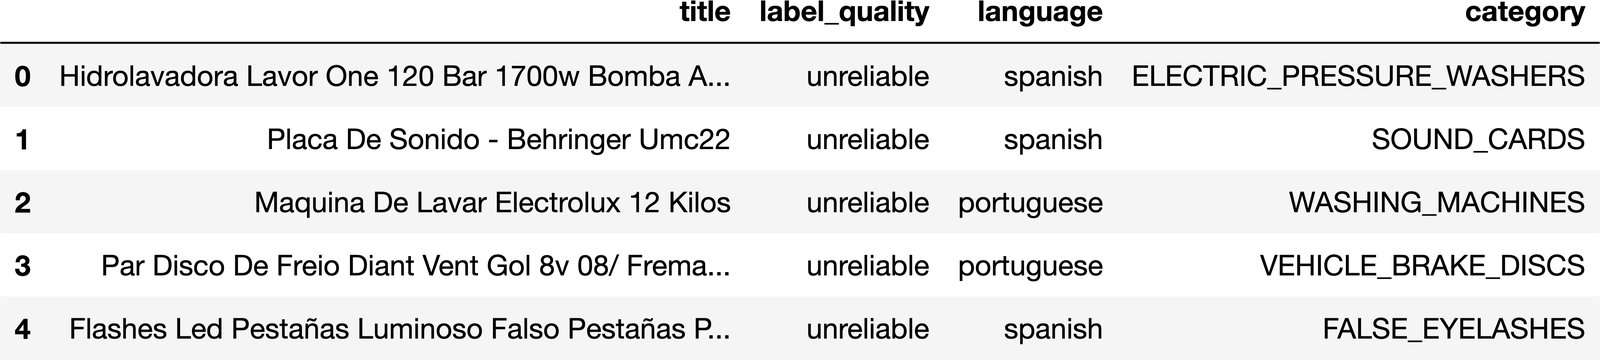 title label_quality language category
0 Hidrolavadora Lavor One 120 Bar 1700w Bomba A... unreliable spanish ELECTRIC_PRESSURE_WASHERS
1 Placa De Sonido - Behringer Umc22 unreliable spanish SOUND_CARDS
2 Maquina De Lavar Electrolux 12 Kilos unreliable portuguese WASHING_MACHINES
3 Par Disco De Freio Diant Vent Gol 8v 08/ Frema... unreliable portuguese VEHICLE_BRAKE_DISCS
4 Flashes Led Pestañas Luminoso Falso Pestañas P... unreliable spanish FALSE_EYELASHES